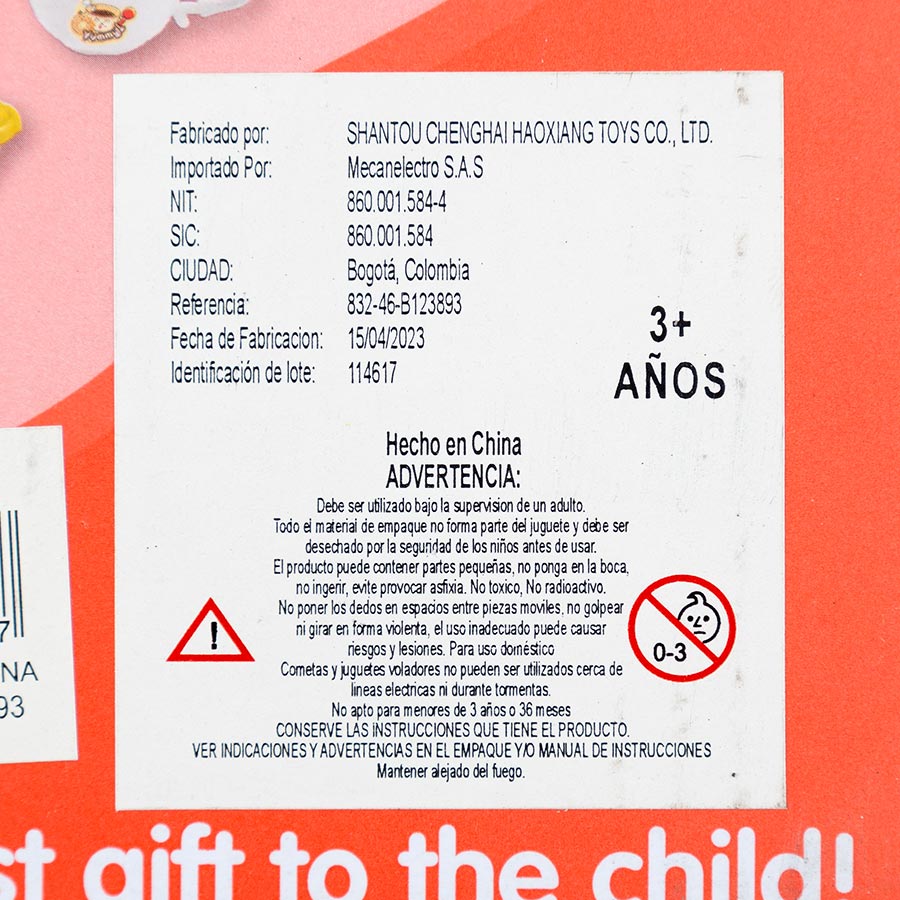 Yummy!
Fabricado por: SHANTOU CHENGHAI HAOXIANG TOYS CO., LTD.
Importado Por: Mecanelectro S.A.S
NIT: 860.001.584-4
SIC: 860.001.584
CIUDAD: Bogotá, Colombia
Referencia: 832-46-B123893
Fecha de Fabricacion: 15/04/2023
Identificación de lote: 114617
3+
AÑOS
Hecho en China
ADVERTENCIA:
Debe ser utilizado bajo la supervision de un adulto.
Todo el material de empaque no forma parte del juguete y debe ser
desechado por la seguridad de los niños antes de usar.
El producto puede contener partes pequeñas, no ponga en la boca,
no ingerir, evite provocar asfixia. No toxico, No radioactivo.
No poner los dedos en espacios entre piezas moviles, no golpear
ni girar en forma violenta, el uso inadecuado puede causar
riesgos y lesiones. Para uso doméstico
Cometas y juguetes voladores no pueden ser utilizados cerca de
lineas electricas ni durante tormentas.
No apto para menores de 3 años o 36 meses
CONSERVE LAS INSTRUCCIONES QUE TIENE EL PRODUCTO.
VER INDICACIONES Y ADVERTENCIAS EN EL EMPAQUE Y/O MANUAL DE INSTRUCCIONES
Mantener alejado del fuego.
!
0-3
7
NA
93
st gift to the child!